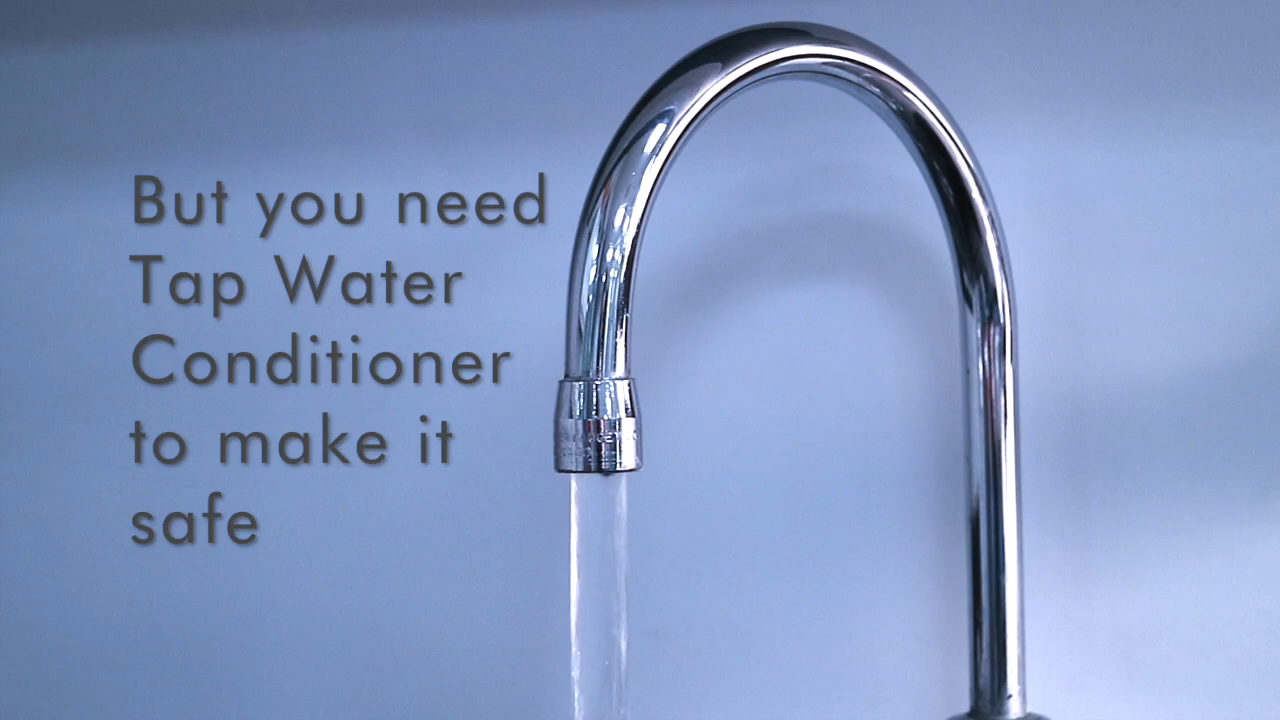 But you need
Tap Water
Conditioner
to make it
safe